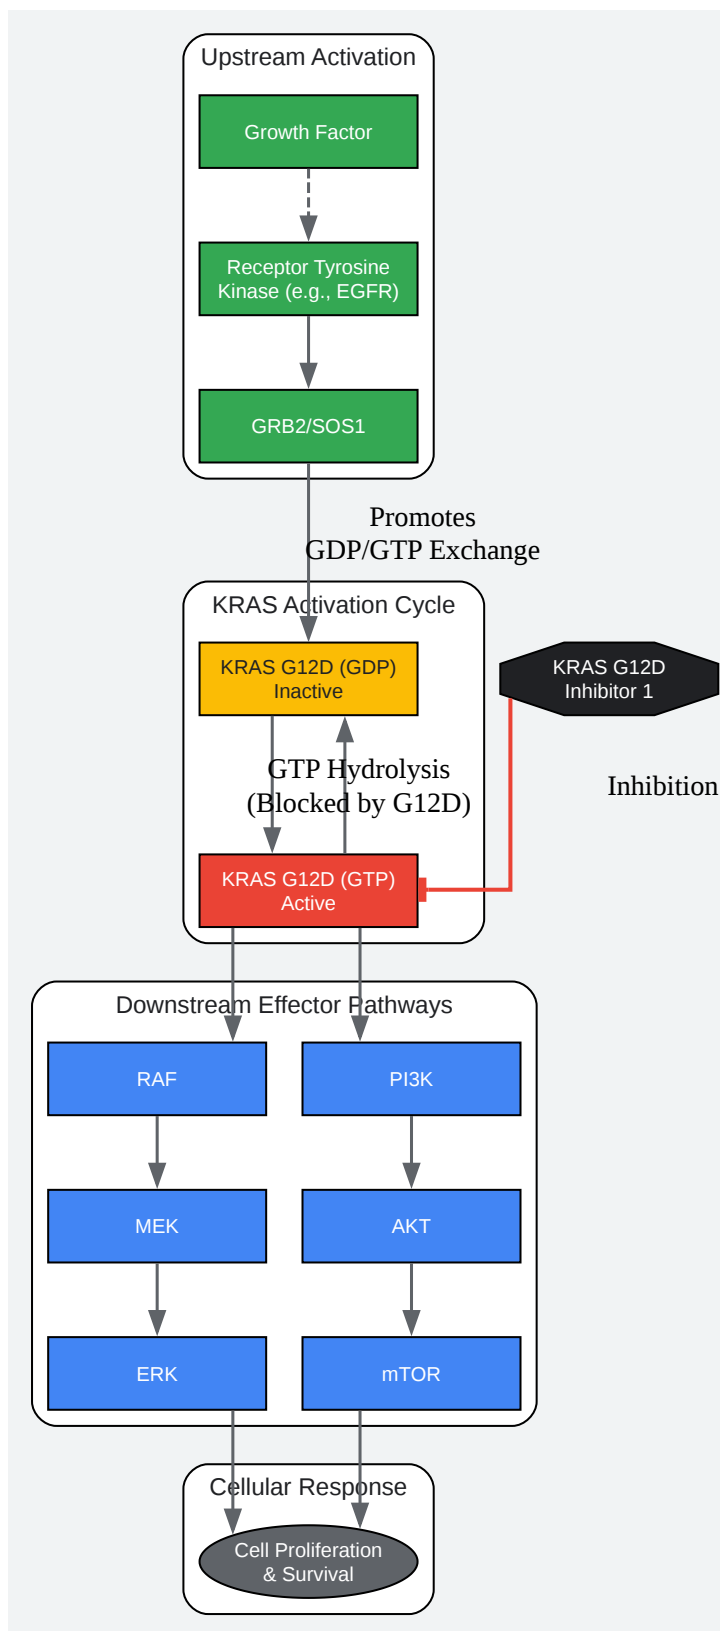 Upstream Activation
Growth Factor
Receptor Tyrosine
Kinase (e.g., EGFR)
GRB2/SOS1
Promotes
GDP/GTP Exchange
KRAS Activation Cycle
KRAS G12D (GDP)
Inactive
KRAS G12D
Inhibitor 1
GTP Hydrolysis
(Blocked by G12D)
Inhibition
KRAS G12D (GTP)
Active
Downstream Effector Pathways
RAF
PI3K
MEK
AKT
ERK
mTOR
Cellular Response
Cell Proliferation
& Survival